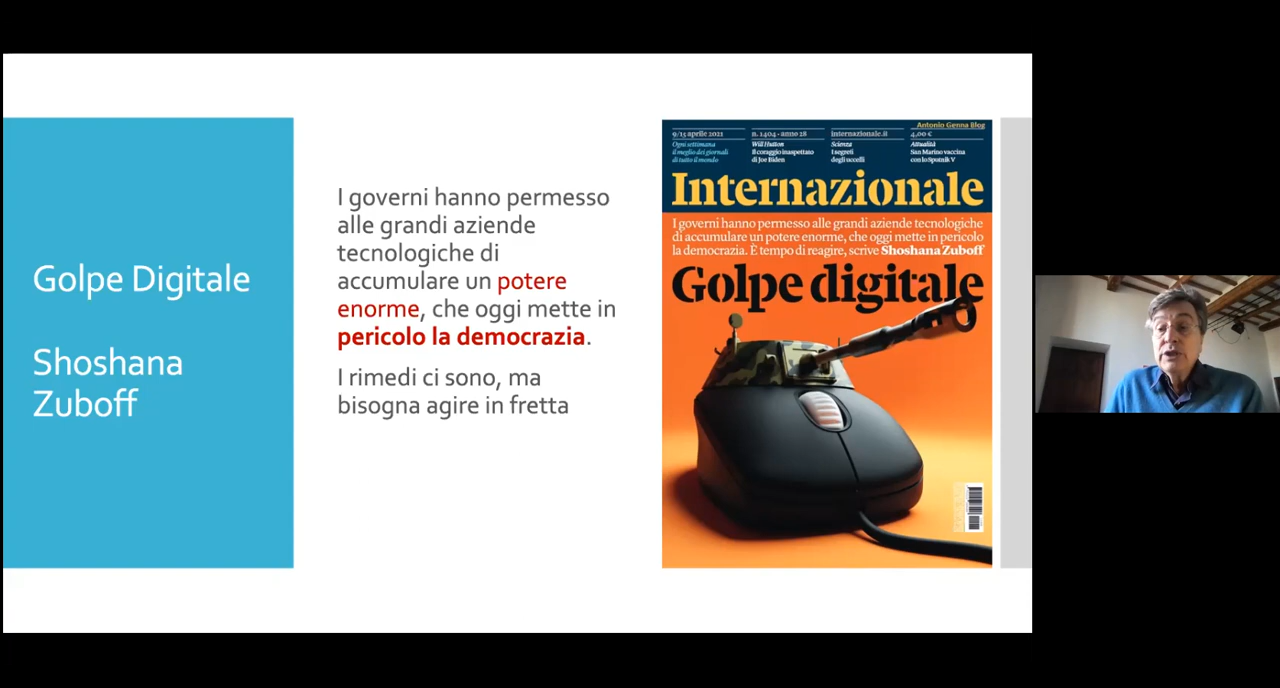 Golpe Digitale
Shoshana
Zuboff
I governi hanno permesso
alle grandi aziende
tecnologiche di
accumulare un potere
enorme, che oggi mette in
pericolo la democrazia.
I rimedi ci sono, ma
bisogna agire in fretta
Antonio Genna Blog
9/15 aprile 2021
Ogni settimana
il meglio dei giornali
di tutto il mondo
n. 1404 - anno 28
Will Hutton
Il coraggio inaspettato
di Joe Biden
internazionale.it
Scienza
I segreti
degli uccelli
4,00 €
Attualità
San Marino vaccina
con lo Sputnik V
Internazionale
I governi hanno permesso alle grandi aziende tecnologiche
di accumulare un potere enorme, che oggi mette in pericolo
la democrazia. È tempo di reagire, scrive Shoshana Zuboff
Golpe digitale